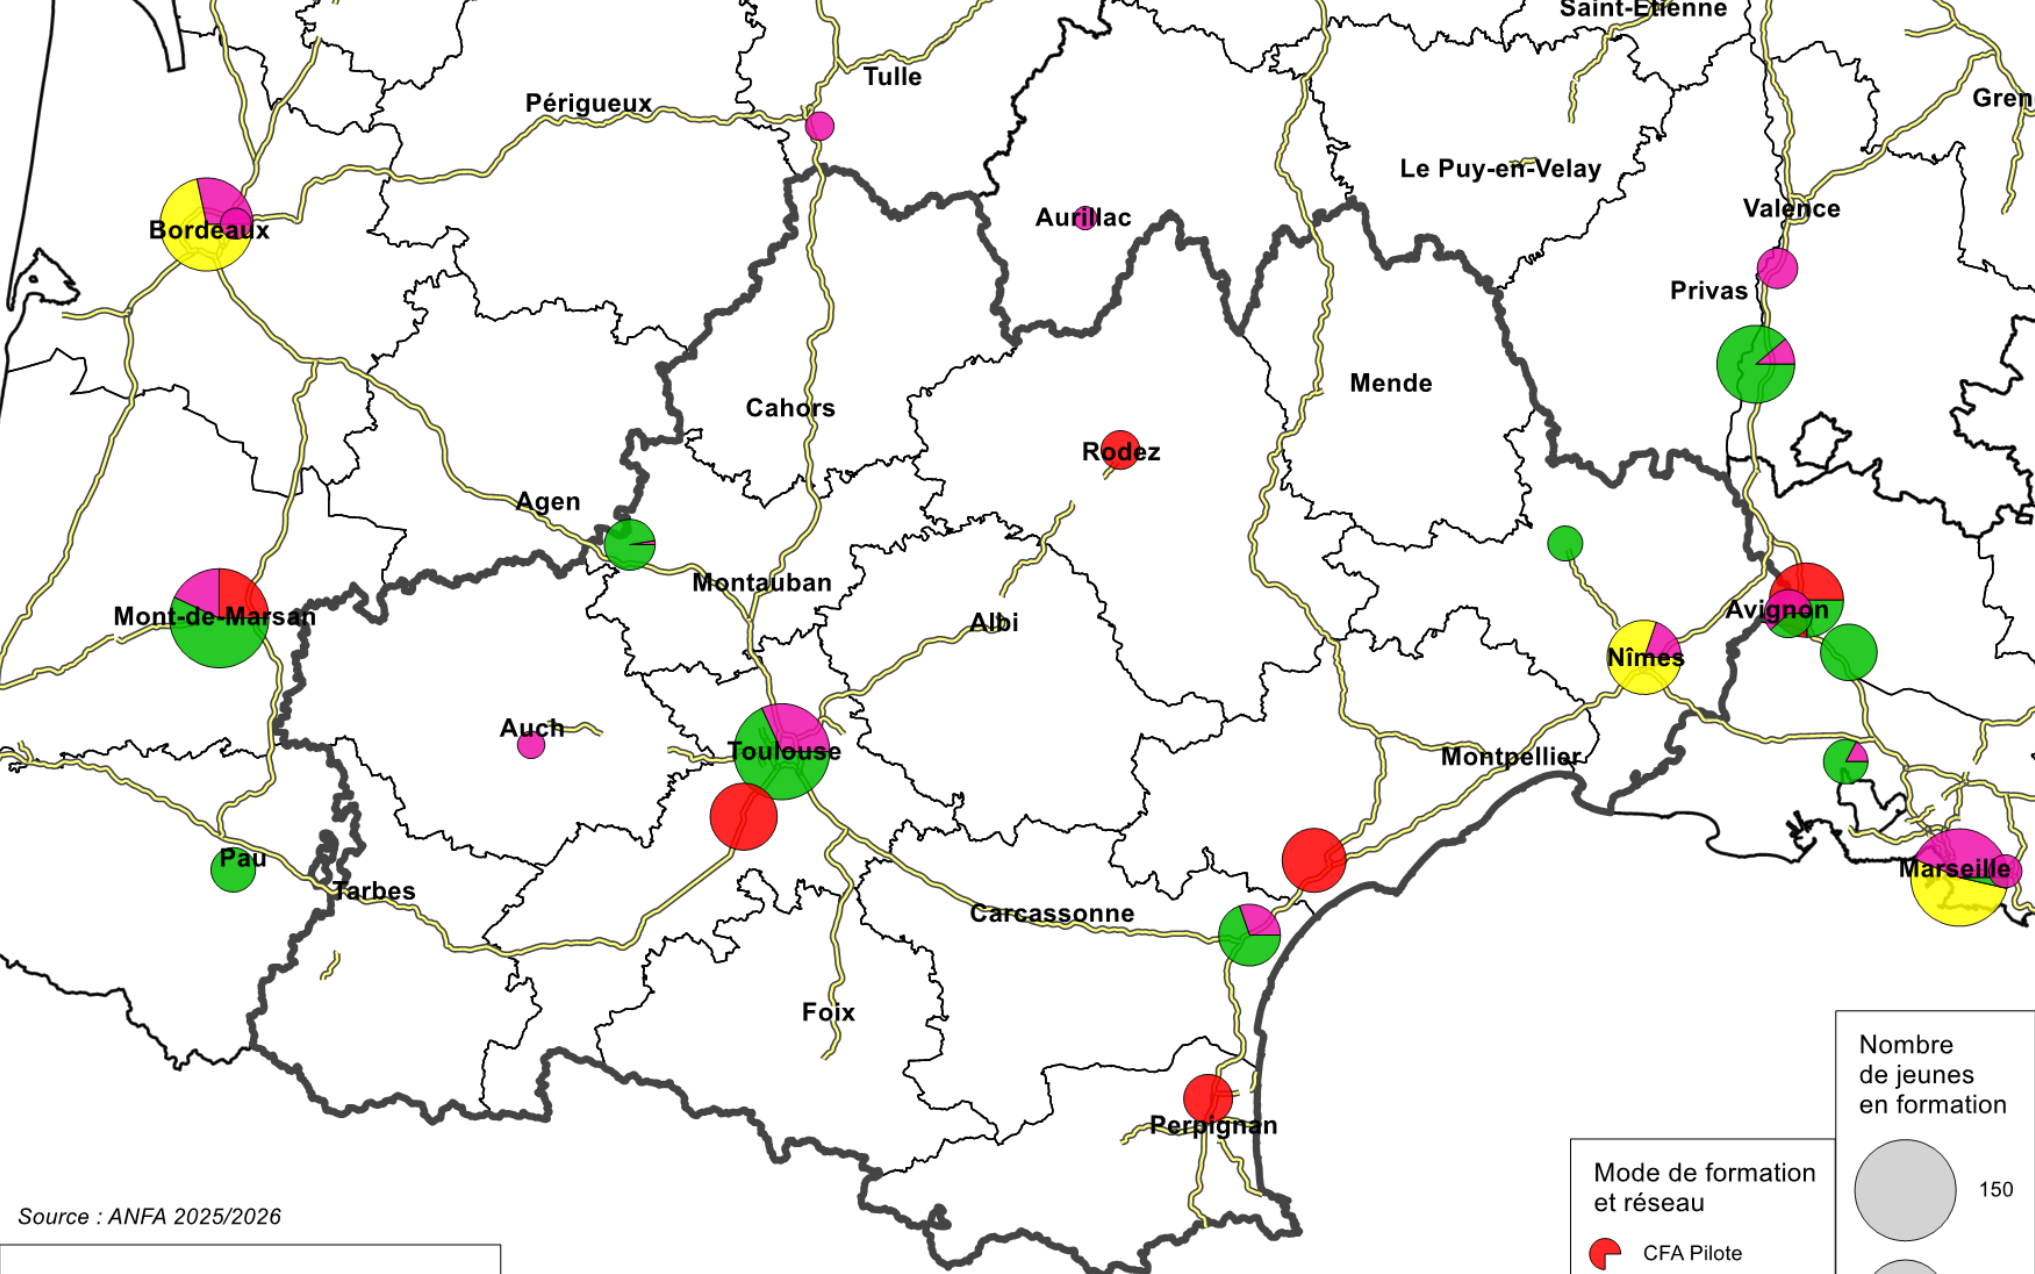 Saint-Etienne
Tulle
Périgueux
Gren
Le Puy-en-Velay
Valence
Aurillac
Bordeaux
Privas
Mende
Cahors
Rodez
Agen
Montauban
Avignon
Mont-de-Marsan
Albi
Nîmes
Auch
Toulouse
Montpellier
Pau
Marseille
Tarbes
Carcassonne
Foix
Perpignan
Source : ANFA 2025/2026
Nombre
de jeunes
en formation
150
Mode de formation
et réseau
CFA Pilote